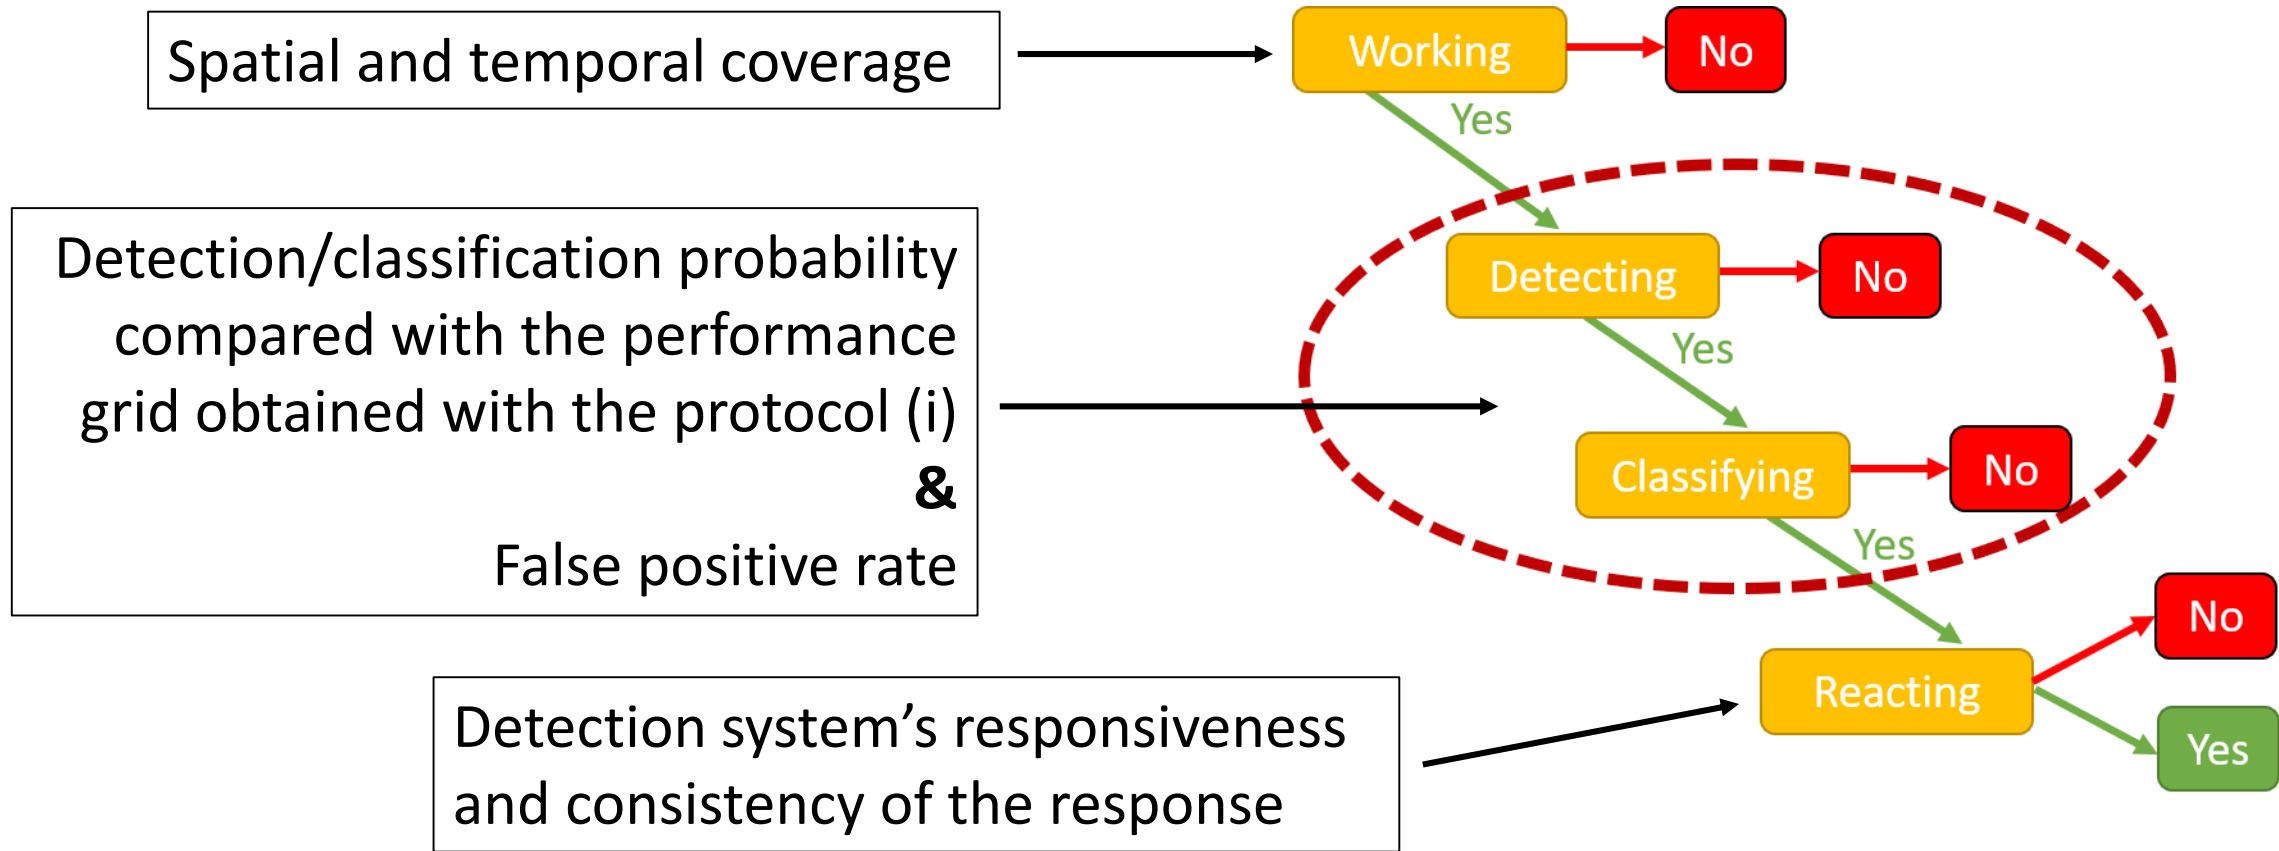 Spatial and temporal coverage
Working
No
Yes
Detection/classification probability
compared with the performance
grid obtained with the protocol (i)
&
False positive rate
Detecting
No
Yes
Classifying
No
Yes
Detection system’s responsiveness
and consistency of the response
Reacting
No
Yes